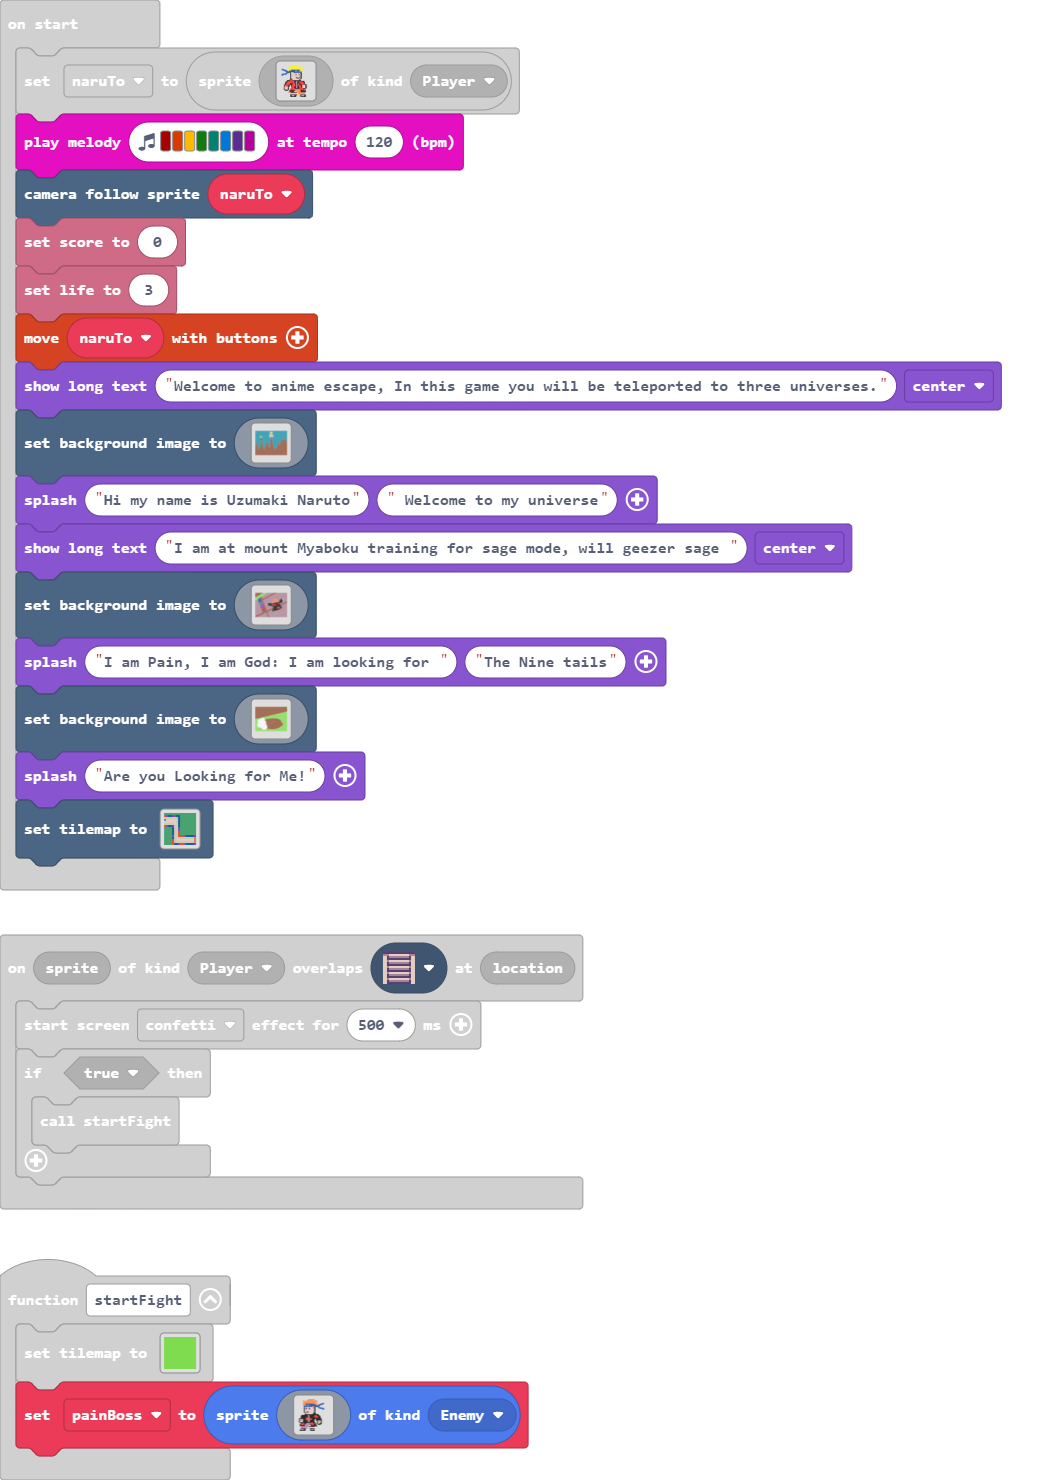 on start
set naruTo to sprite of kind Player
play melody at tempo 120 (bpm)
camera follow sprite naruTo
set score to 0
set life to 3
move naruTo with buttons
show long text "Welcome to anime escape, In this game you will be teleported to three universes." center
set background image to
splash "Hi my name is Uzumaki Naruto" " Welcome to my universe"
show long text "I am at mount Myaboku training for sage mode, will geezer sage " center
set background image to
splash "I am Pain, I am God: I am looking for " "The Nine tails"
set background image to
splash "Are you Looking for Me!"
set tilemap to
on sprite of kind Player overlaps at location
start screen confetti effect for 500 ms
if true then
call startFight
function startFight
set tilemap to
set painBoss to sprite of kind Enemy